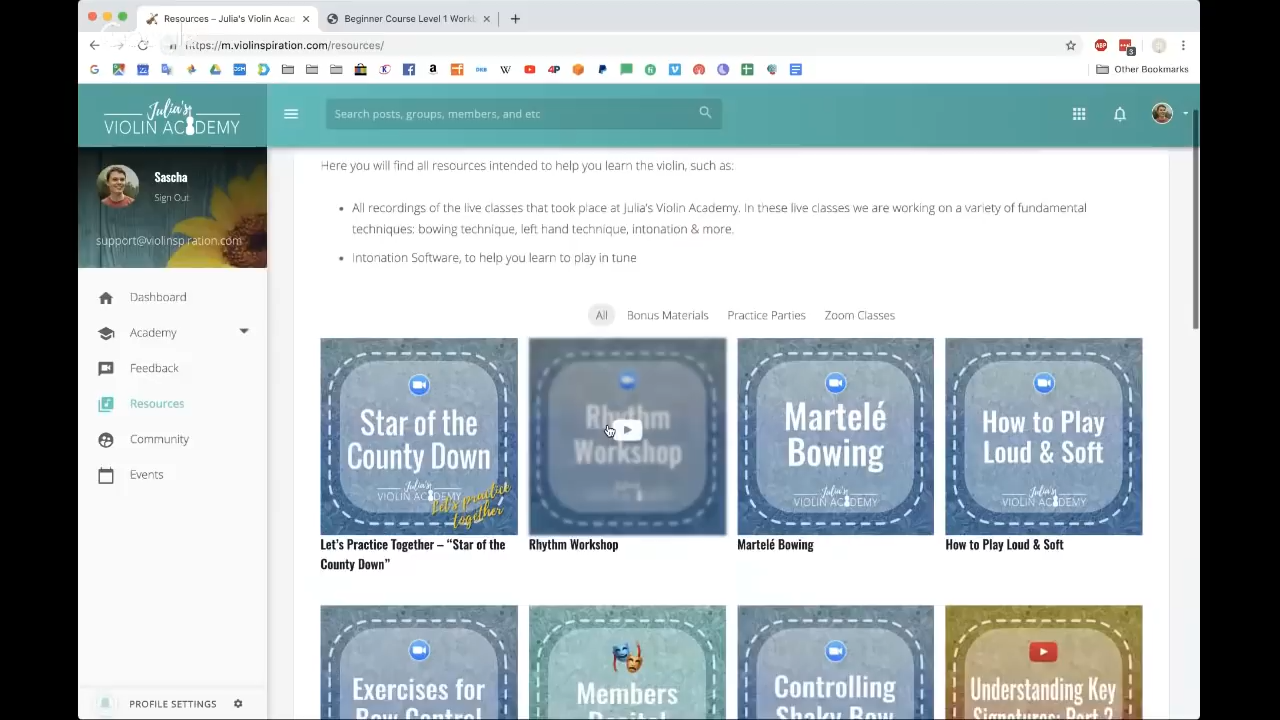 Resources – Julia's Violin Acad
Beginner Course Level 1 Workb
https://m.violinspiration.com/resources/
Other Bookmarks
Julia's
VIOLIN ACADEMY
Search posts, groups, members, and etc
Sascha
Sign Out
support@violinspiration.com
Dashboard
Academy
Feedback
Resources
Community
Events
PROFILE SETTINGS
Here you will find all resources intended to help you learn the violin, such as:
All recordings of the live classes that took place at Julia's Violin Academy. In these live classes we are working on a variety of fundamental
techniques: bowing technique, left hand technique, intonation & more.
Intonation Software, to help you learn to play in tune
All
Bonus Materials
Practice Parties
Zoom Classes
Star of the
County Down
Julia's
VIOLIN ACADEMY
Let's practice
together
Let's Practice Together – “Star of the
County Down”
Rhythm
Workshop
Rhythm Workshop
Martelé
Bowing
Julia's
VIOLIN ACADEMY
Martelé Bowing
How to Play
Loud & Soft
Julia's
VIOLIN ACADEMY
How to Play Loud & Soft
Exercises for
Bow Control
Members
Recital
Controlling
Shaky Bow
Understanding Key
Signatures: Part 2